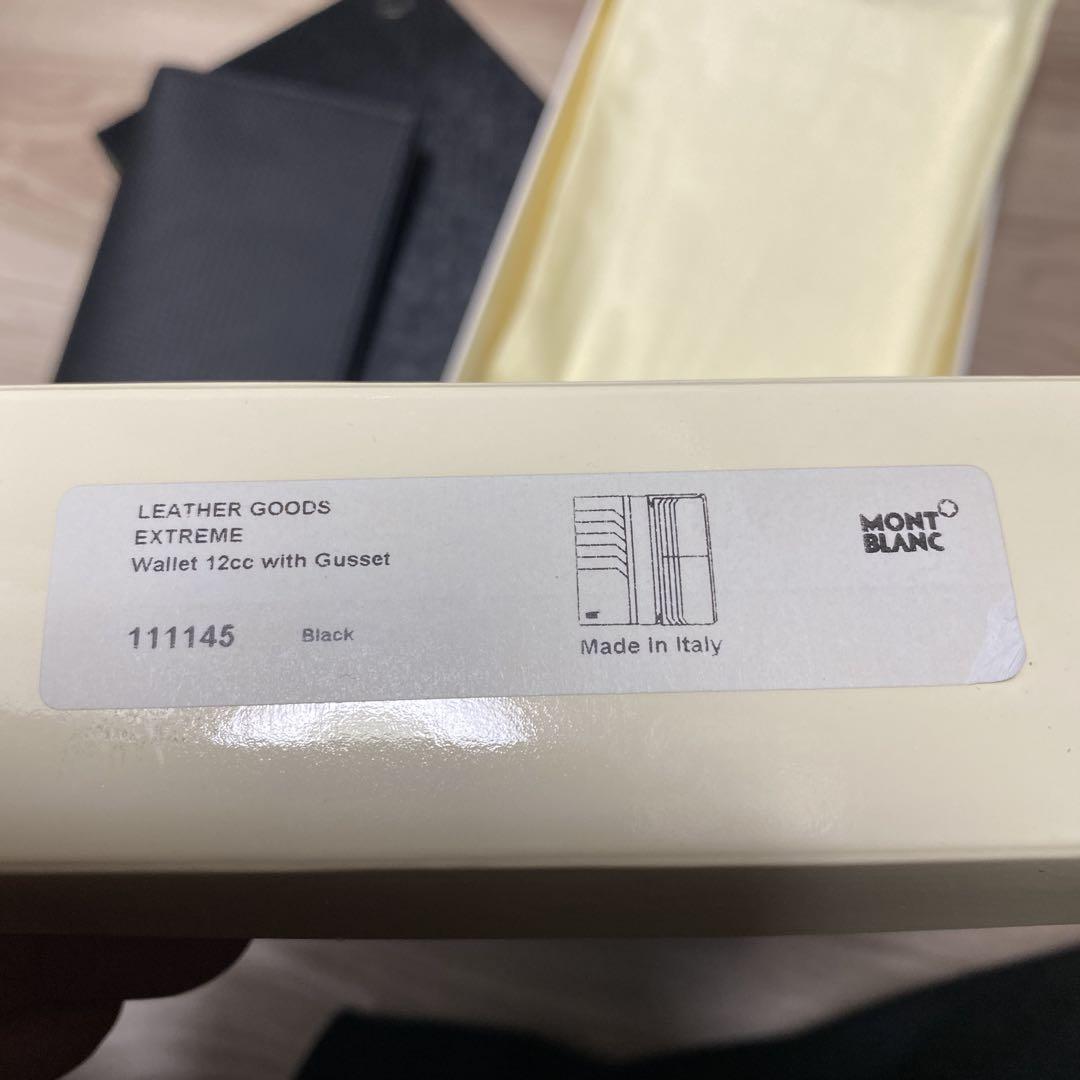 LEATHER GOODS
EXTREME
Wallet 12cc with Gusset
111145 Black
Made in Italy
MONT
BLANC